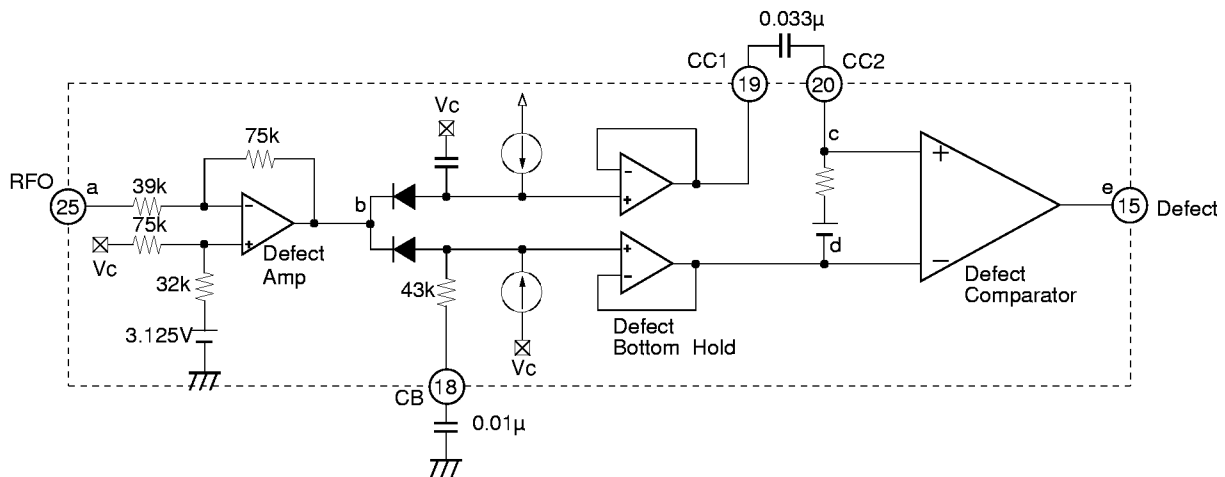 0.033μ
CC1
CC2
19
20
Vc
75k
c
RFO
a
39k
b
+
e
25
-
-
+
15
Defect
75k
+
Vc
Defect
Amp
+
-
d
-
Defect
Comparator
32k
43k
3.125V
Defect
Bottom Hold
Vc
CB
18
0.01μ